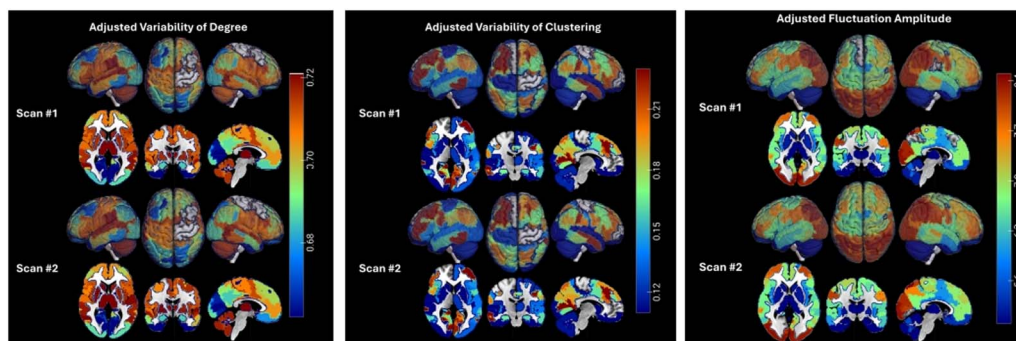 Adjusted Variability of Degree
Scan #1
Scan #2
0.72
0.70
0.68
Adjusted Variability of Clustering
Scan #1
Scan #2
0.21
0.18
0.15
0.12
Adjusted Fluctuation Amplitude
Scan #1
Scan #2